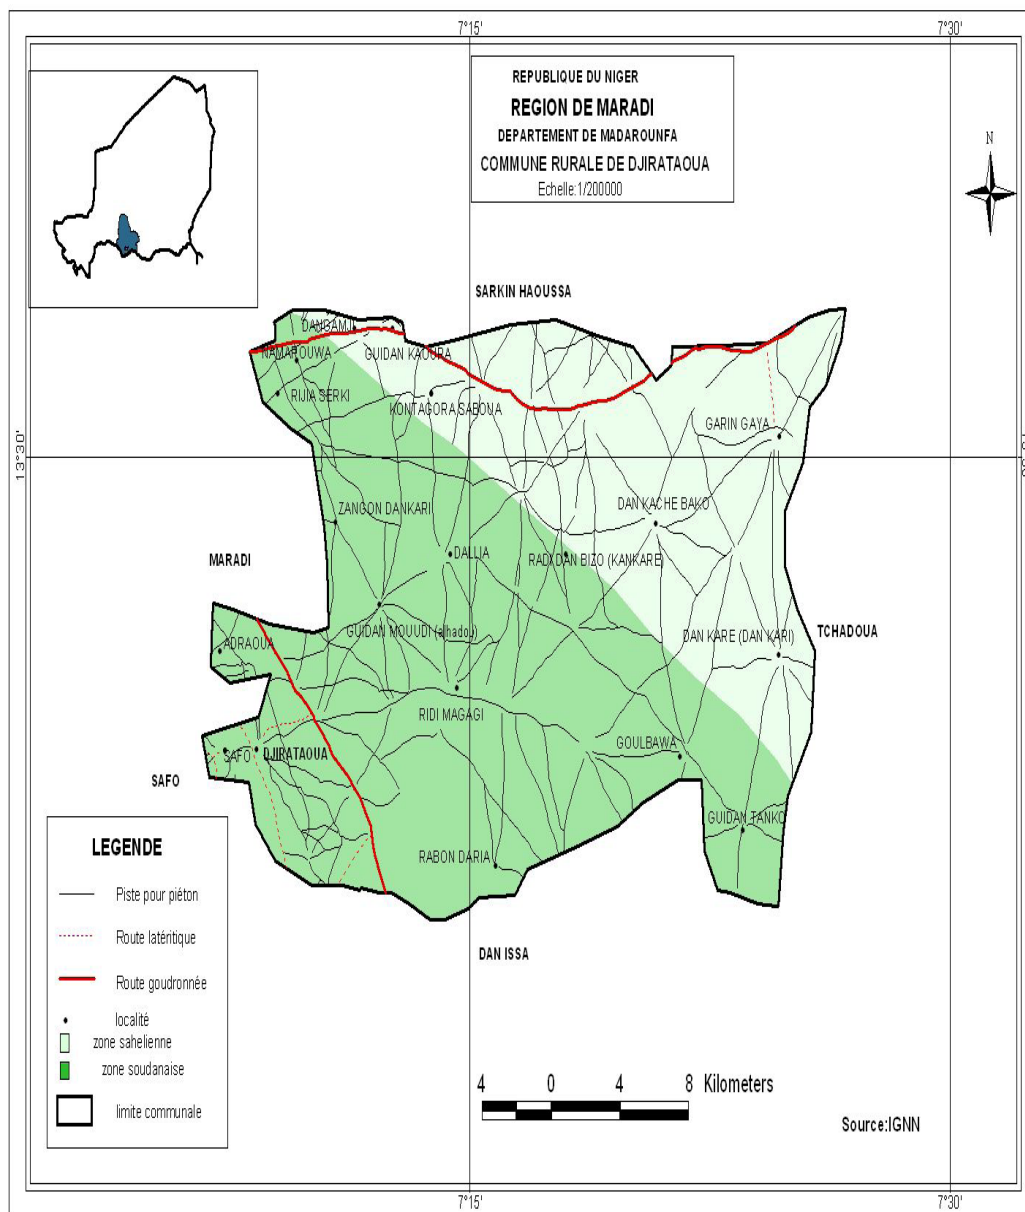 7°15'
7°30'
REPUBLIQUE DU NIGER
REGION DE MARADI
DEPARTEMENT DE MADAROUNFA
COMMUNE RURALE DE DJIRATAOUA
Echelle:1/200000
N
SARKIN HAOUSSA
DANGAMJI
NAMAROUWA
GUIDAN KAOURA
RIJIA SERKI
KONTAGORA SABOUA
GARIN GAYA
13°30'
ZANGON DANKARI
DAN KACHE BAKO
MARADI
DALLIA
RADI DAN BIZO (KANKARE)
GUIDAN MOUUDI (alhadou)
DAN KARE (DAN KARI)
TCHADOUA
ADRAOUA
RIDI MAGAGI
GOULBAWA
SAFO
DJIRATAOUA
SAFO
GUIDAN TANKO
RABON DARIA
DAN ISSA
LEGENDE
Piste pour piéton
Route latéritique
Route goudronnée
localité
zone sahelienne
zone soudanaise
limite communale
4 0 4 8 Kilometers
Source:IGNN
7°15'
7°30'